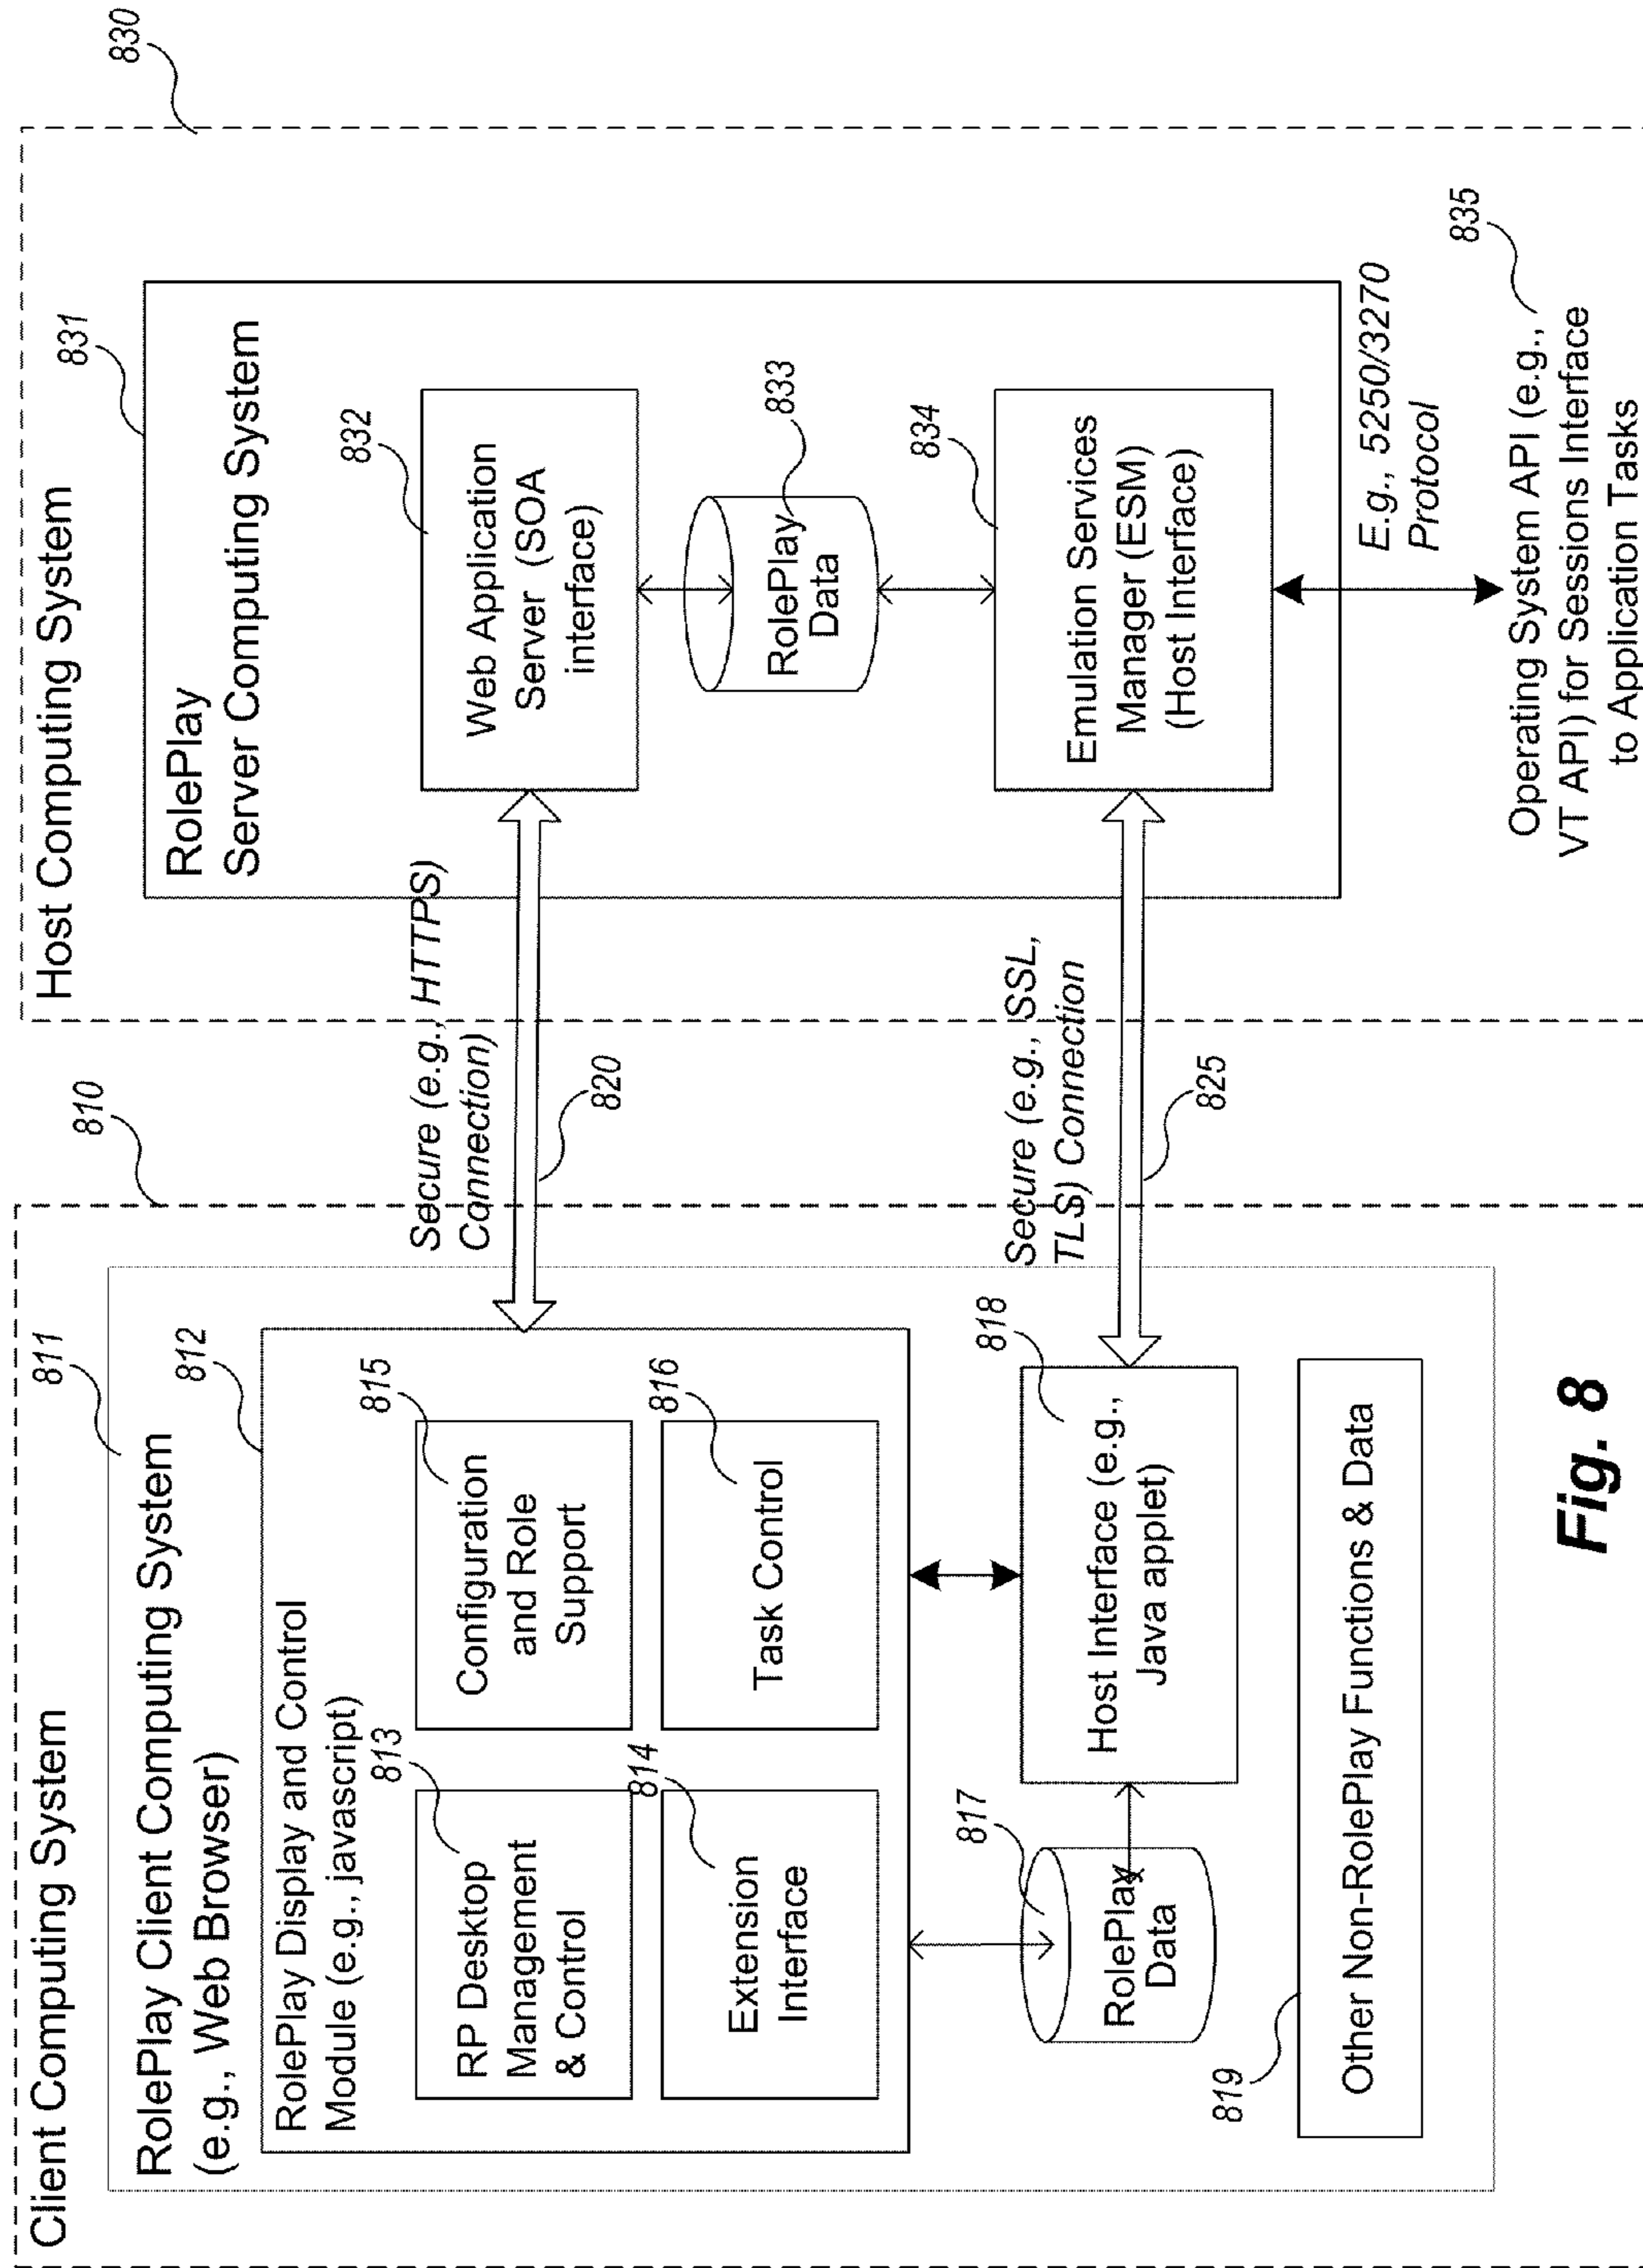 Client Computing System
810
RolePlay Client Computing System
(e.g., Web Browser)
811
RolePlay Display and Control
Module (e.g., javascript)
812
RP Desktop
Management
& Control
813
Configuration
and Role
Support
815
Extension
Interface
814
Task Control
816
RolePlay
Data
817
Host Interface (e.g.,
Java applet)
818
Other Non-RolePlay Functions & Data
819
Secure (e.g., HTTPS)
Connection)
820
Secure (e.g., SSL,
TLS) Connection
825
Host Computing System
830
RolePlay
Server Computing System
831
Web Application
Server (SOA
interface)
832
RolePlay
Data
833
Emulation Services
Manager (ESM)
(Host Interface)
834
E.g., 5250/3270
Protocol
Operating System API (e.g.,
VT API) for Sessions Interface
to Application Tasks
835
Fig. 8